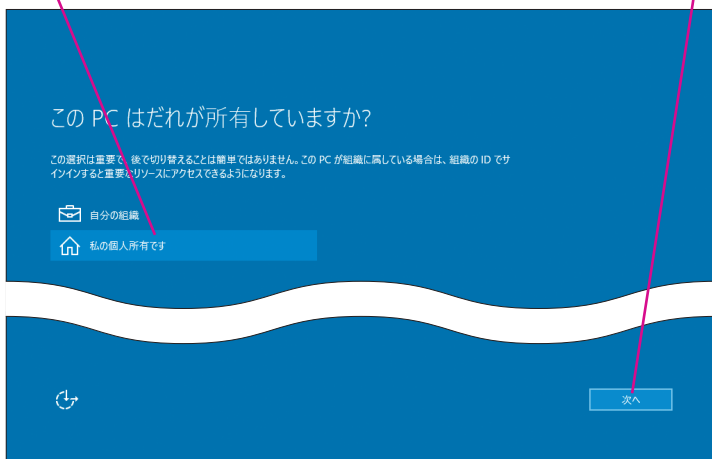 この PC はだれが所有していますか?
この選択は重要で、後で切り替えることは簡単ではありません。この PC が組織に属している場合は、組織の ID でサ
インインすると重要なリソースにアクセスできるようになります。
自分の組織
私の個人所有です
次へ